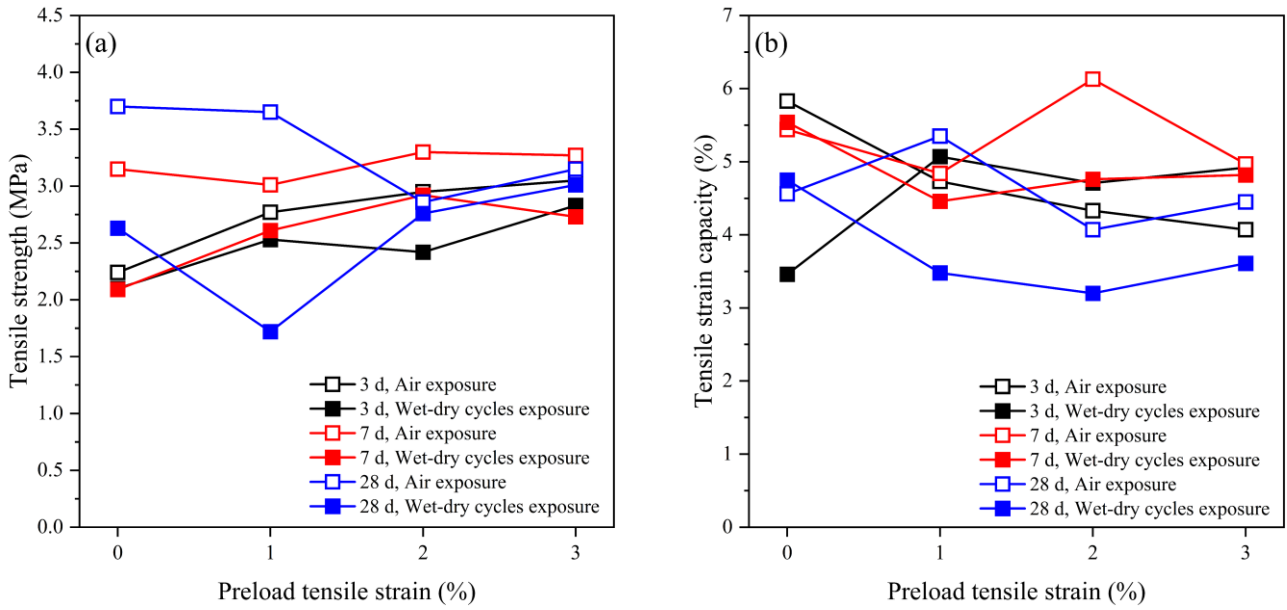 (a)
Tensile strength (MPa)
4.5
4.0
3.5
3.0
2.5
2.0
1.5
1.0
0.5
0.0
3 d, Air exposure
3 d, Wet-dry cycles exposure
7 d, Air exposure
7 d, Wet-dry cycles exposure
28 d, Air exposure
28 d, Wet-dry cycles exposure
0 1 2 3
Preload tensile strain (%)
(b)
Tensile strain capacity (%)
7
6
5
4
3
2
1
0
3 d, Air exposure
3 d, Wet-dry cycles exposure
7 d, Air exposure
7 d, Wet-dry cycles exposure
28 d, Air exposure
28 d, Wet-dry cycles exposure
0 1 2 3
Preload tensile strain (%)